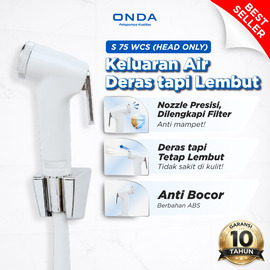 ONDA
Pelopornya Kualitas
BEST
SELLER
S 75 WCS (HEAD ONLY)
Keluaran Air
Deras tapi Lembut
Nozzle Presisi,
Dilengkapi Filter
Anti mampet!
Deras tapi
Tetap Lembut
Tidak sakit di kulit!
Anti Bocor
Berbahan ABS
GARANSI
10
TAHUN